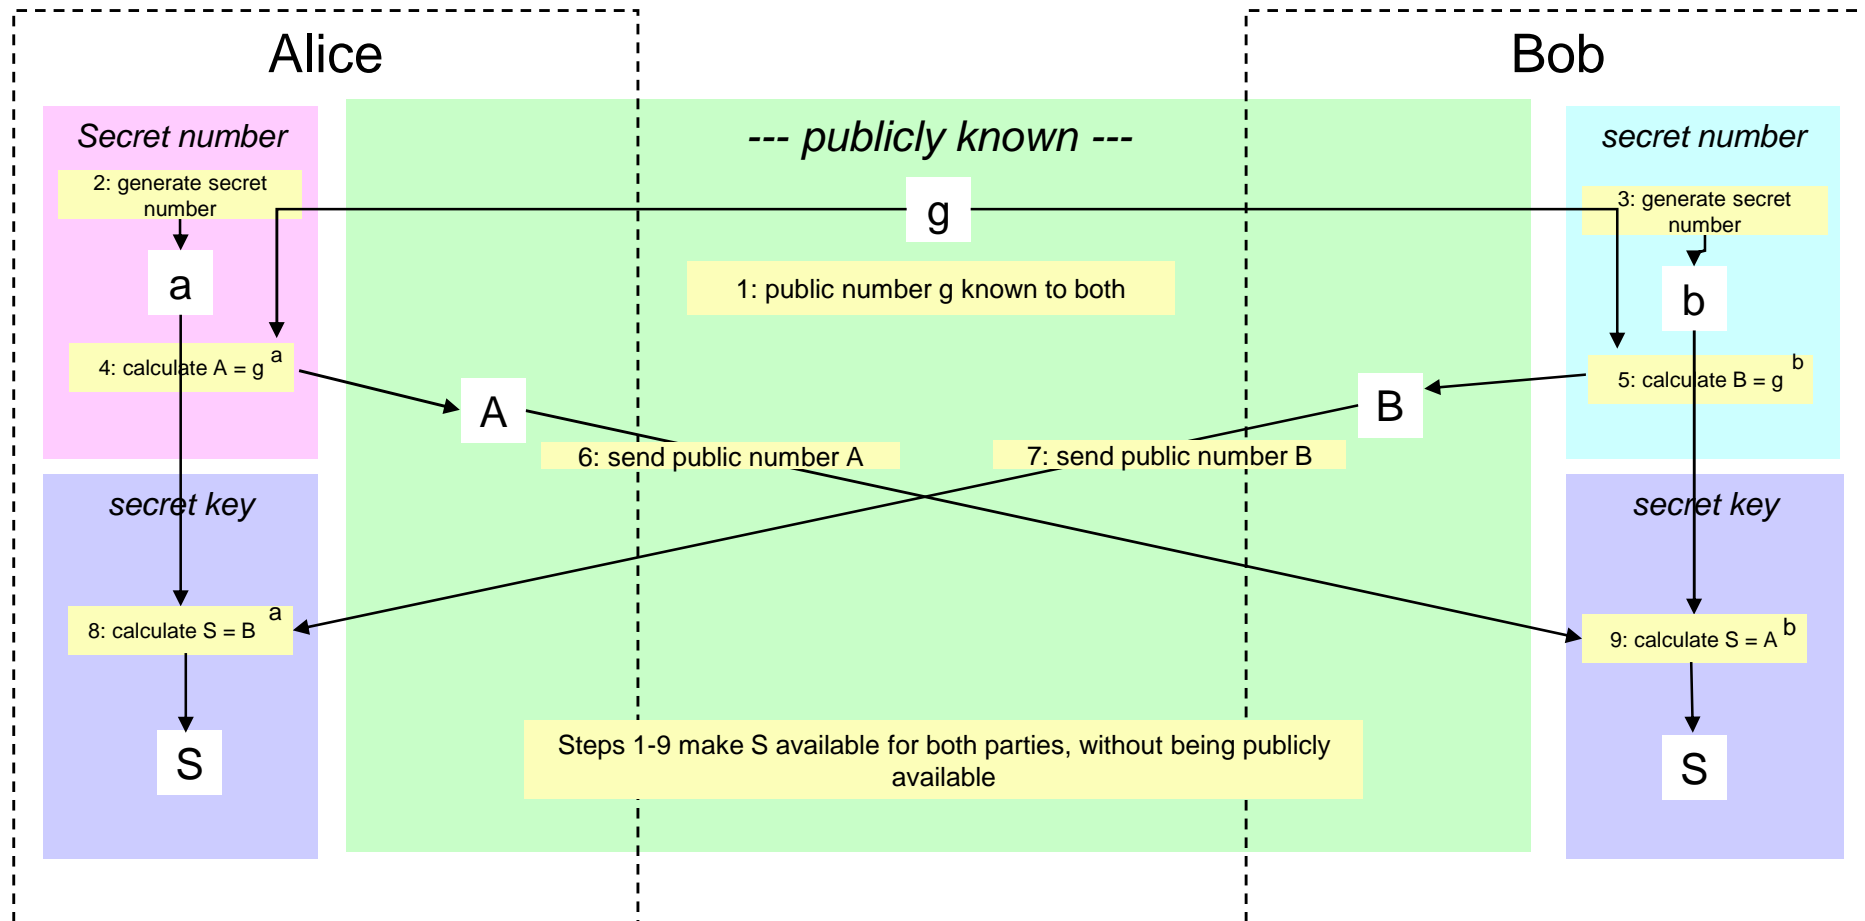 Alice
Bob
Secret number
--- publicly known ---
secret number
2: generate secret
number
g
3: generate secret
number
a
1: public number g known to both
b
4: calculate A = g a
5: calculate B = g b
A
B
6: send public number A
7: send public number B
secret key
secret key
8: calculate S = B a
9: calculate S = A b
S
Steps 1-9 make S available for both parties, without being publicly
available
S